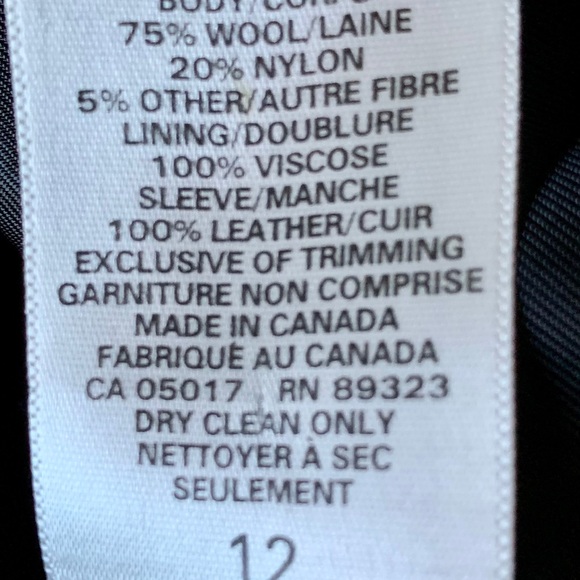 BODY/CORPS
75% WOOL/LAINE
20% NYLON
5% OTHER/AUTRE FIBRE
LINING/DOUBLURE
100% VISCOSE
SLEEVE/MANCHE
100% LEATHER/CUIR
EXCLUSIVE OF TRIMMING
GARNITURE NON COMPRISE
MADE IN CANADA
FABRIQUÉ AU CANADA
CA 05017 RN 89323
DRY CLEAN ONLY
NETTOYER À SEC
SEULEMENT
12